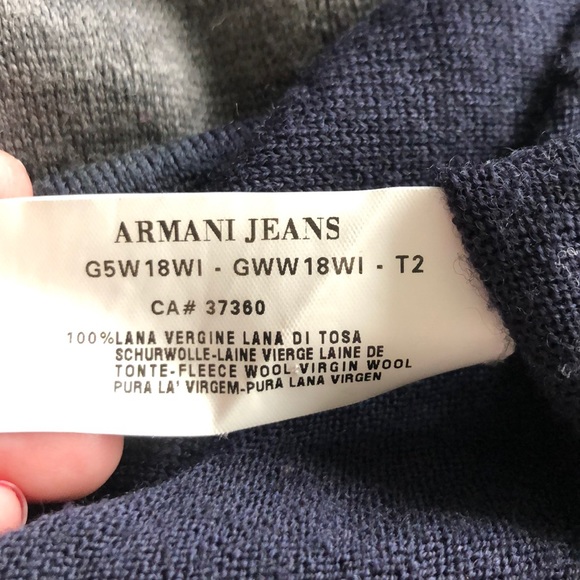 ARMANI JEANS
G5W18WI - GWW18WI - T2
CA# 37360
100%LANA VERGINE LANA DI TOSA
SCHURWOLLE-LAINE VIERGE LAINE DE
TONTE-FLEECE WOOL VIRGIN WOOL
PURA LA' VIRGEM-PURA LANA VIRGEN